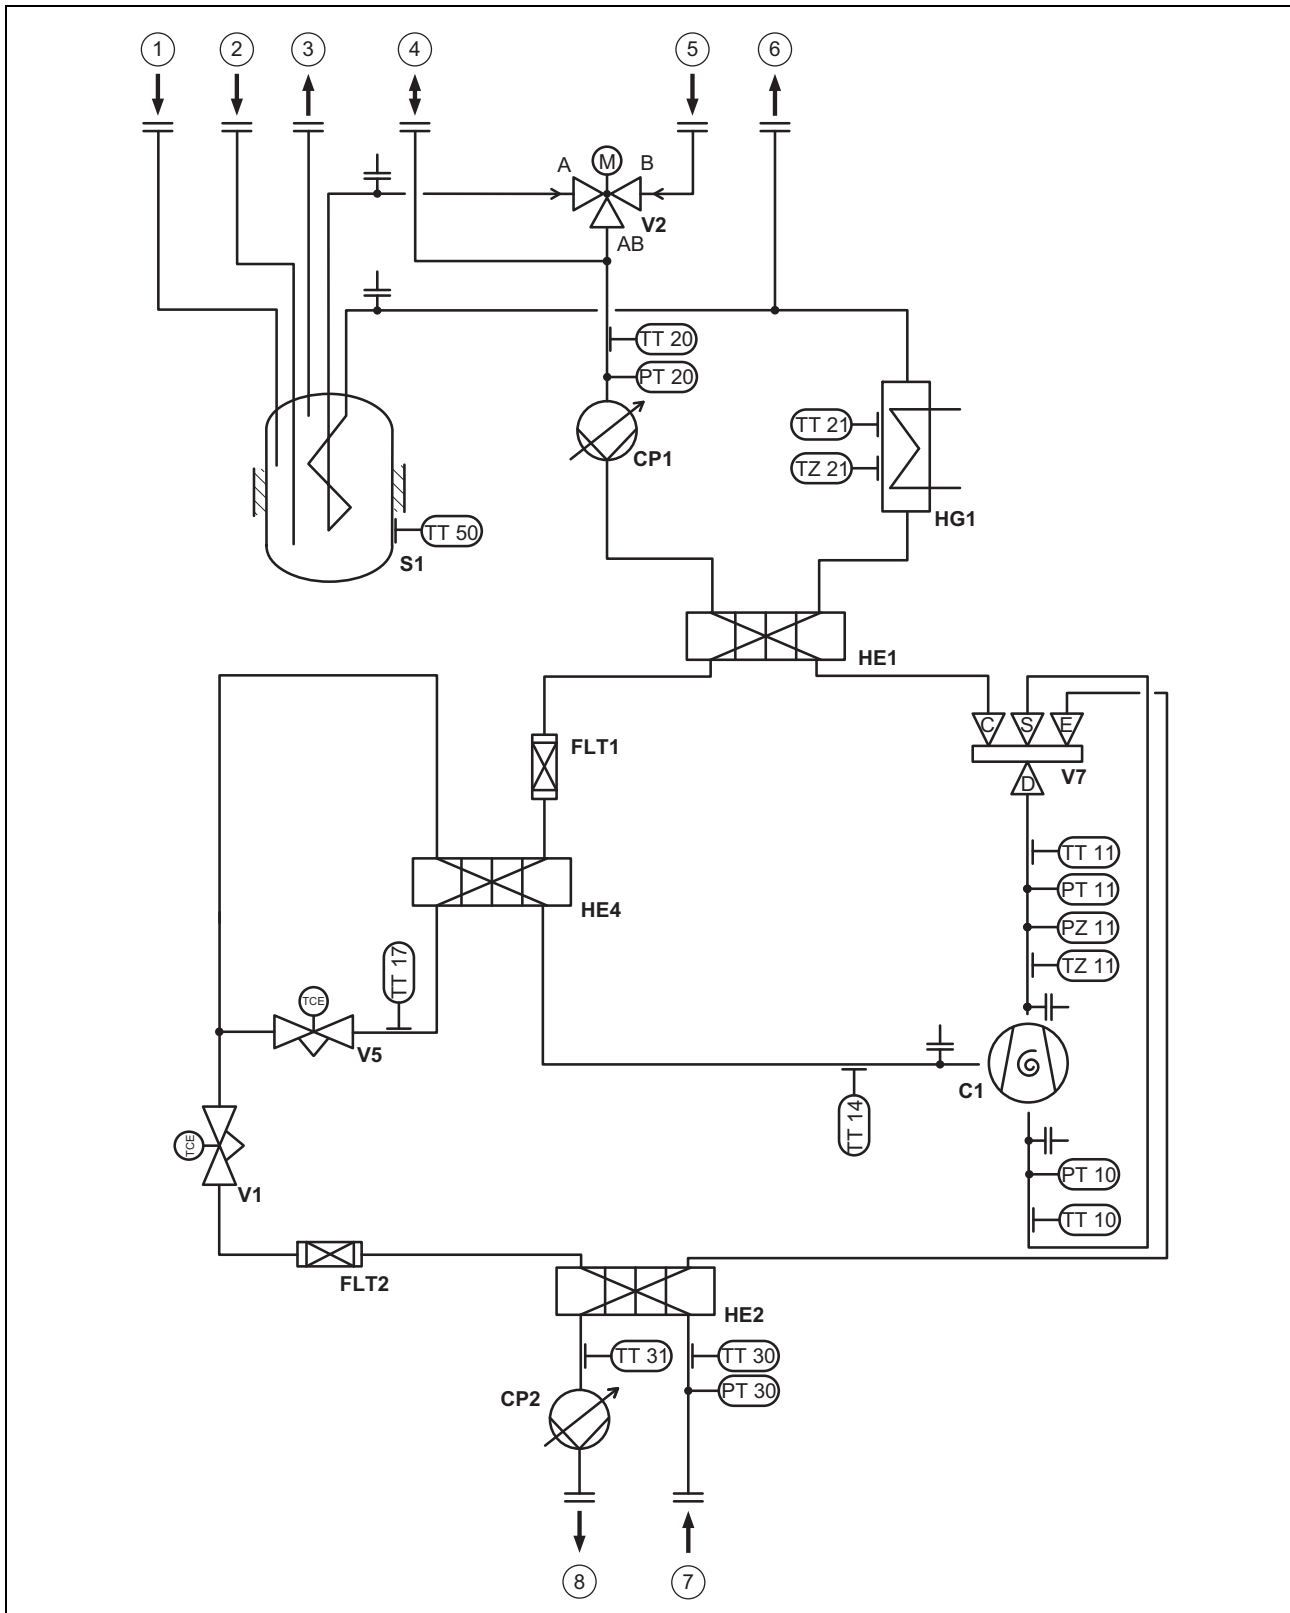 1 2 3 4 5 6
A M B
V2
AB
TT 20
PT 20
CP1
TT 21
TZ 21
HG1
TT 50
S1
HE1
C S E
FLT1
V7
D
TT 11
HE4
PT 11
PZ 11
TT 17
TZ 11
TCE
V5
C1
TT 14
TCE
V1
PT 10
TT 10
FLT2
HE2
TT 31
TT 30
PT 30
CP2
8 7